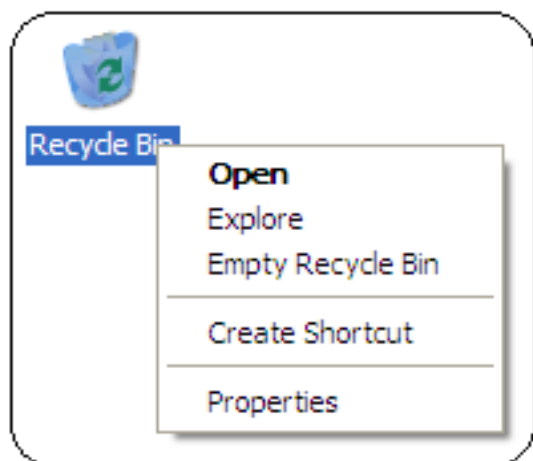 Recycle Bin
Open
Explore
Empty Recycle Bin
Create Shortcut
Properties